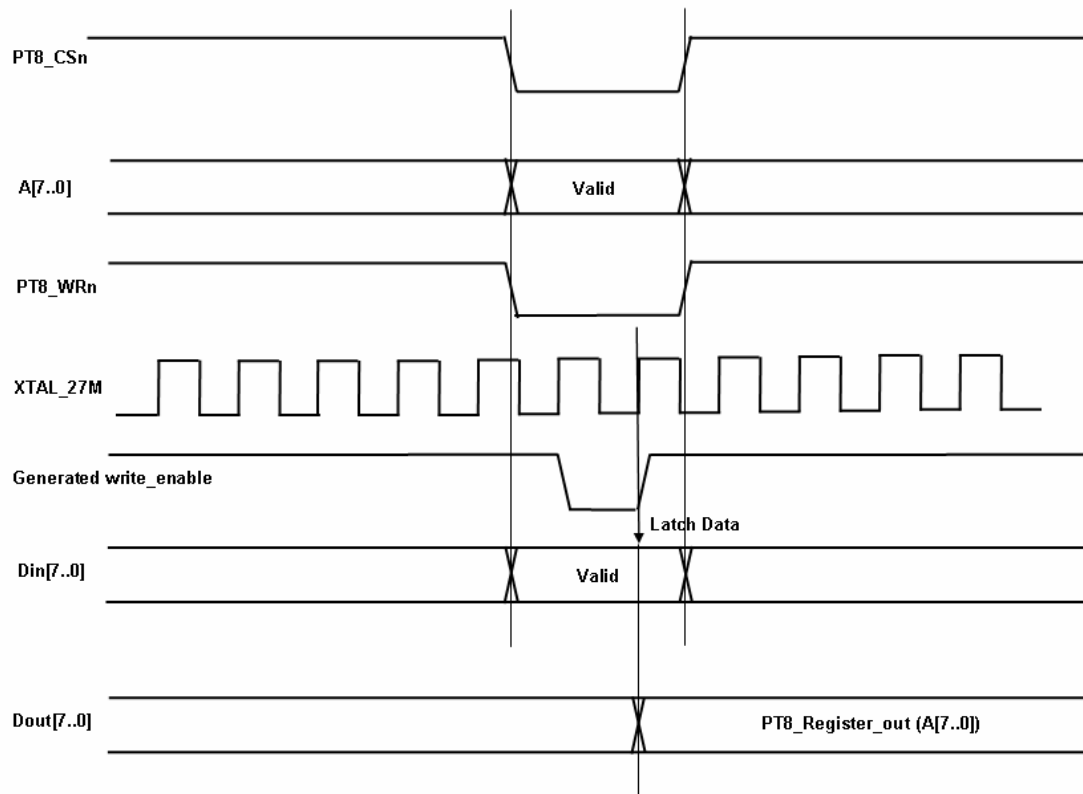 PT8_CSn
A[7..0]
Valid
PT8_WRn
XTAL_27M
Generated write_enable
Latch Data
Din[7..0]
Valid
Dout[7..0]
PT8_Register_out (A[7..0])